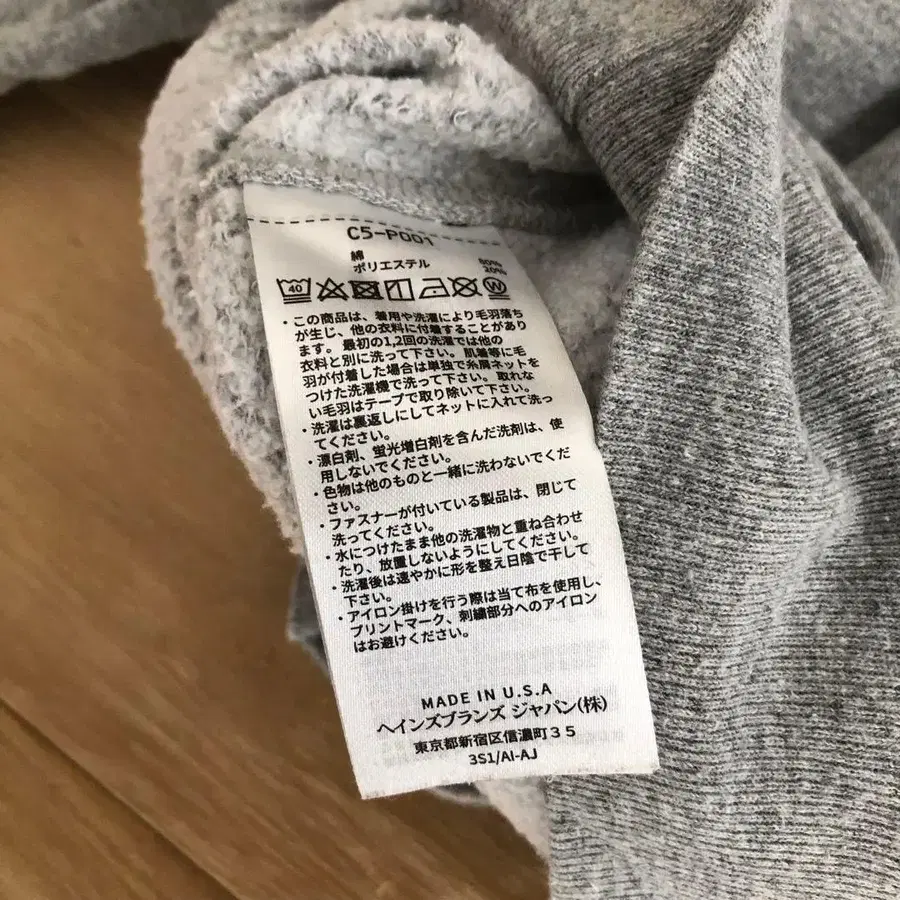 C5-P001
綿 80%
ポリエステル 20%
40 W
・この商品は、着用や洗濯により毛羽落ち
が生じ、他の衣料に付着することがあり
ます。最初の1,2回の洗濯では他の
衣料と別に洗って下さい。肌着等に毛
羽が付着した場合は単独で糸屑ネットを
つけた洗濯機で洗って下さい。取れな
い毛羽はテープで取り除いて下さい。
・洗濯は裏返しにしてネットに入れて洗っ
てください。
・漂白剤、蛍光増白剤を含んだ洗剤は、使
用しないでください。
・色物は他のものと一緒に洗わないでくだ
さい。
・ファスナーが付いている製品は、閉じて
洗ってください。
・水につけたまま他の洗濯物と重ね合わせ
たり、放置しないようにしてください。
・洗濯後は速やかに形を整え日陰で干して
下さい。
・アイロン掛けを行う際は当て布を使用し、
プリントマーク、刺繍部分へのアイロン
はお避けください。
MADE IN U.S.A
ヘインズブランズ ジャパン(株)
東京都新宿区信濃町35
3S1/AI-AJ